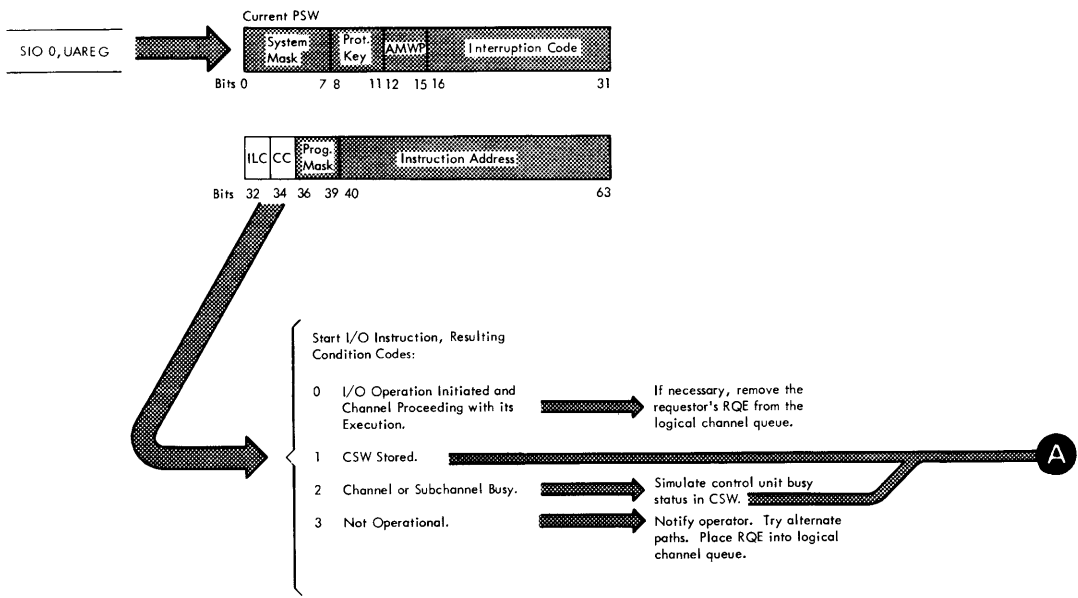 Current PSW
SIO 0, UAREG
System Mask
Prot. Key
AMWP
Interruption Code
Bits 0 7 8 11 12 15 16 31
ILC
CC
Prog. Mask
Instruction Address
Bits 32 34 36 39 40 63
Start I/O Instruction, Resulting
Condition Codes:
0 I/O Operation Initiated and
Channel Proceeding with its
Execution.
If necessary, remove the
requestor's RQE from the
logical channel queue.
1 CSW Stored.
A
2 Channel or Subchannel Busy.
Simulate control unit busy
status in CSW.
3 Not Operational.
Notify operator. Try alternate
paths. Place RQE into logical
channel queue.